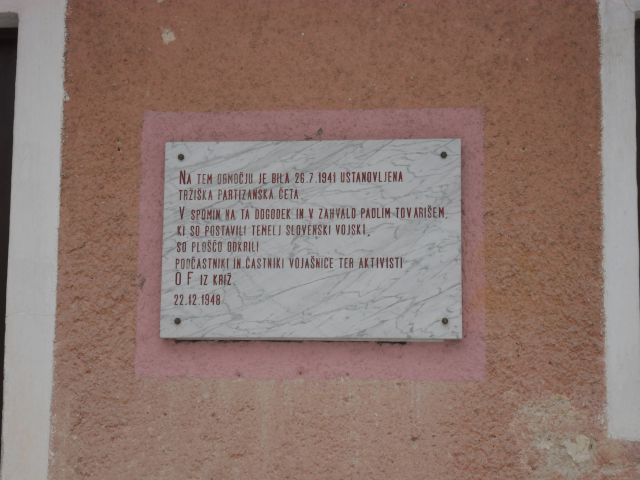 NA TEM OBMOČJU JE BILA 26.7.1941 USTANOVLJENA
TRŽIŠKA PARTIZANSKA ČETA.
V SPOMIN NA TA DOGODEK IN V ZAHVALO PADLIM TOVARIŠEM,
KI SO POSTAVILI TEMELJ SLOVENSKI VOJSKI,
SO PLOŠČO ODKRILI
PODČASTNIKI IN ČASTNIKI VOJAŠNICE TER AKTIVISTI
O F IZ KRIŽ.
22.12.1948